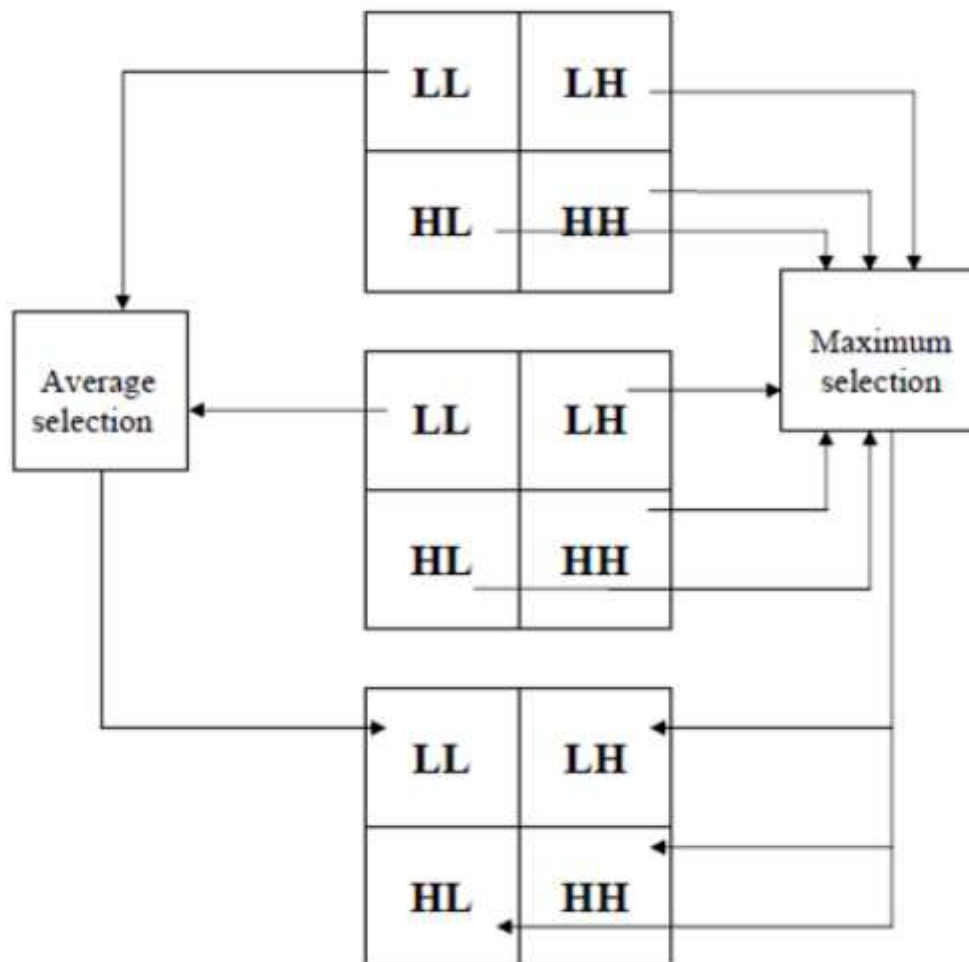 LL LH
HL HH
Average
selection
Maximum
selection
LL LH
HL HH
LL LH
HL HH